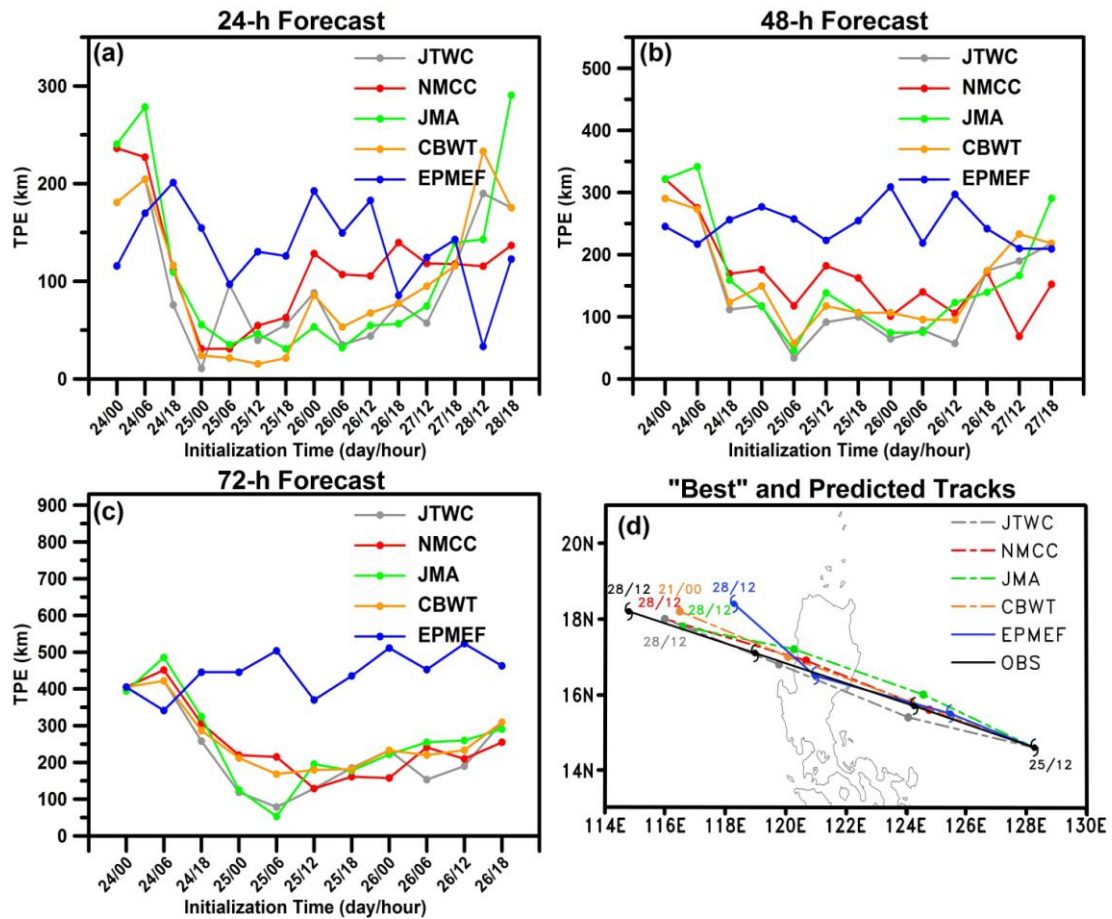 24-h Forecast
(a)
JTWC
NMCC
JMA
CBWT
EPMEF
300
200
100
0
TPE (km)
24/00 24/06 24/18 25/00 25/06 25/12 25/18 26/00 26/06 26/12 26/18 27/12 27/18 28/12 28/18
Initialization Time (day/hour)
48-h Forecast
(b)
JTWC
NMCC
JMA
CBWT
EPMEF
500
400
300
200
100
0
TPE (km)
24/00 24/06 24/18 25/00 25/06 25/12 25/18 26/00 26/06 26/12 26/18 27/12 27/18
Initialization Time (day/hour)
72-h Forecast
(c)
JTWC
NMCC
JMA
CBWT
EPMEF
900
800
700
600
500
400
300
200
100
0
TPE (km)
24/00 24/06 24/18 25/00 25/06 25/12 25/18 26/00 26/06 26/12 26/18
Initialization Time (day/hour)
"Best" and Predicted Tracks
(d)
JTWC
NMCC
JMA
CBWT
EPMEF
OBS
20N
18N
16N
14N
28/12 21/00 28/12
28/12 28/12
28/12
25/12
114E 116E 118E 120E 122E 124E 126E 128E 130E